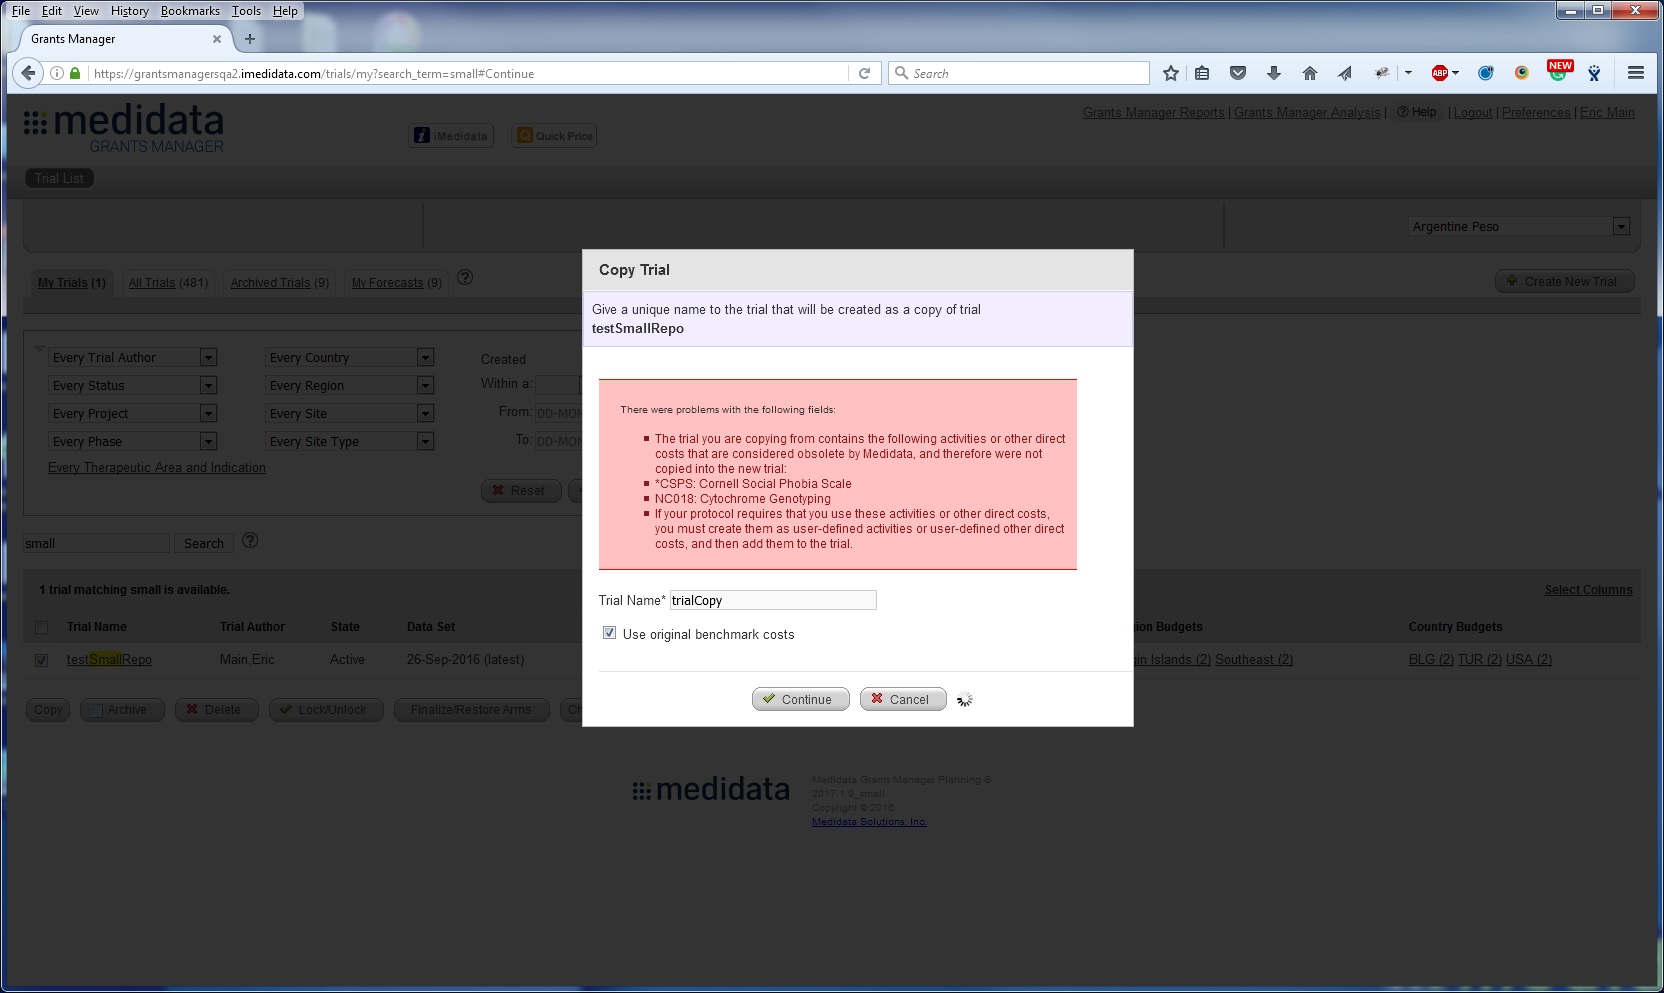 File Edit View History Bookmarks Tools Help
Grants Manager
https://grantsmanagersqa2.imedidata.com/trials/my?search_term=small#Continue
Search
ABP
NEW
medidata
GRANTS MANAGER
iMedidata
Quick Price
Grants Manager Reports | Grants Manager Analysis | Help | Logout | Preferences | Eric Main
Trial List
Argentine Peso
My Trials (1) All Trials (481) Archived Trials (9) My Forecasts (9)
Create New Trial
Copy Trial
Give a unique name to the trial that will be created as a copy of trial
testSmallRepo
Every Trial Author Every Country Created
Every Status Every Region Within a:
Every Project Every Site From: DD-MON
Every Phase Every Site Type To: DD-MON
Every Therapeutic Area and Indication
Reset
There were problems with the following fields:
The trial you are copying from contains the following activities or other direct
costs that are considered obsolete by Medidata, and therefore were not
copied into the new trial:
*CSPS: Cornell Social Phobia Scale
NC018: Cytochrome Genotyping
If your protocol requires that you use these activities or other direct costs,
you must create them as user-defined activities or user-defined other direct
costs, and then add them to the trial.
small Search
1 trial matching small is available.
Select Columns
Trial Name* trialCopy
Use original benchmark costs
Trial Name Trial Author State Data Set Budgets Country Budgets
testSmallRepo Main,Eric Active 26-Sep-2016 (latest) Islands (2) Southeast (2) BLG (2) TUR (2) USA (2)
Continue Cancel
Copy Archive Delete Lock/Unlock Finalize/Restore Arms
medidata
Medidata Grants Manager Planning ®
2017.1.0_small
Copyright © 2016
Medidata Solutions, Inc.